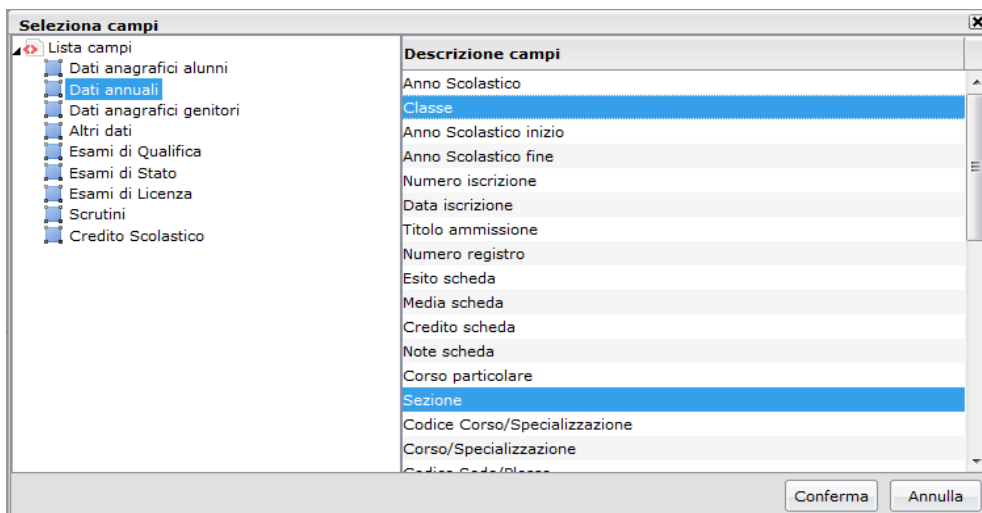 Seleziona campi
Lista campi
Dati anagrafici alunni
Dati annuali
Dati anagrafici genitori
Altri dati
Esami di Qualifica
Esami di Stato
Esami di Licenza
Scrutini
Credito Scolastico
Descrizione campi
Anno Scolastico
Classe
Anno Scolastico inizio
Anno Scolastico fine
Numero iscrizione
Data iscrizione
Titolo ammissione
Numero registro
Esito scheda
Media scheda
Credito scheda
Note scheda
Corso particolare
Sezione
Codice Corso/Specializzazione
Corso/Specializzazione
Codice Sede/Plesso
Conferma
Annulla